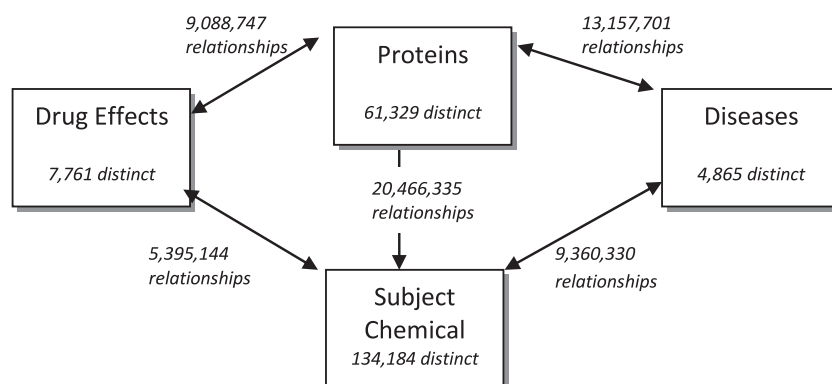 9,088,747
relationships
13,157,701
relationships
Proteins
61,329 distinct
Drug Effects
7,761 distinct
Diseases
4,865 distinct
20,466,335
relationships
5,395,144
relationships
9,360,330
relationships
Subject
Chemical
134,184 distinct